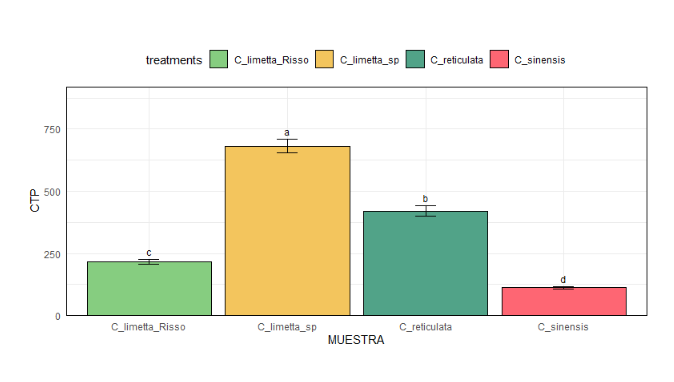 treatments C_limetta_Risso C_limetta_sp C_reticulata C_sinensis
CTP
750
500
250
0
a
b
c
d
C_limetta_Risso C_limetta_sp C_reticulata C_sinensis
MUESTRA